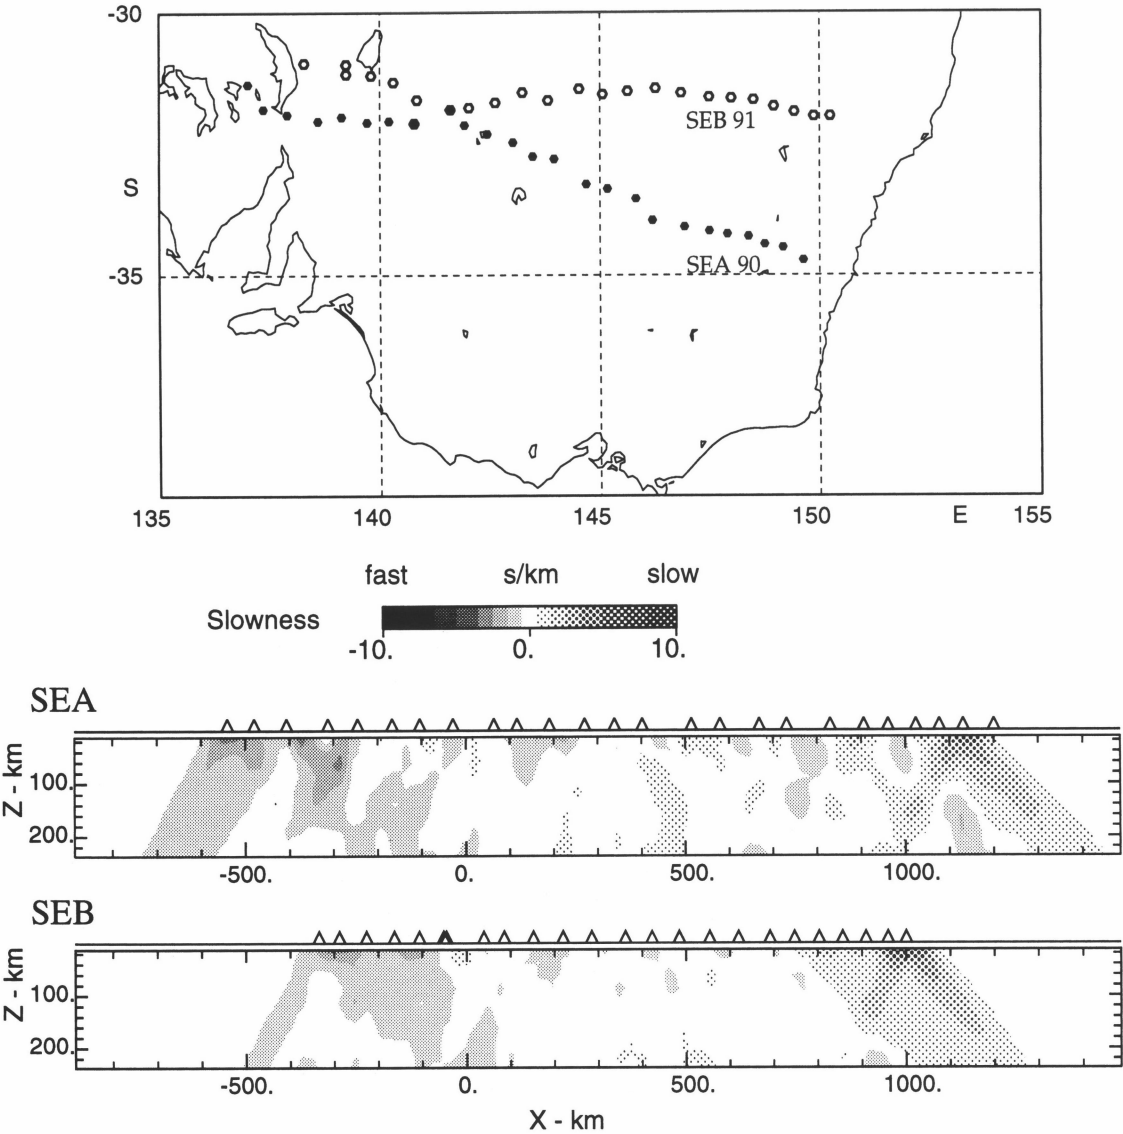 -30
SEB 91
S
SEA 90
-35
135 140 145 150 E 155
fast s/km slow
Slowness
-10. 0. 10.
SEA
Z - km
100.
200.
-500. 0. 500. 1000.
SEB
Z - km
100.
200.
-500. 0. 500. 1000.
X - km